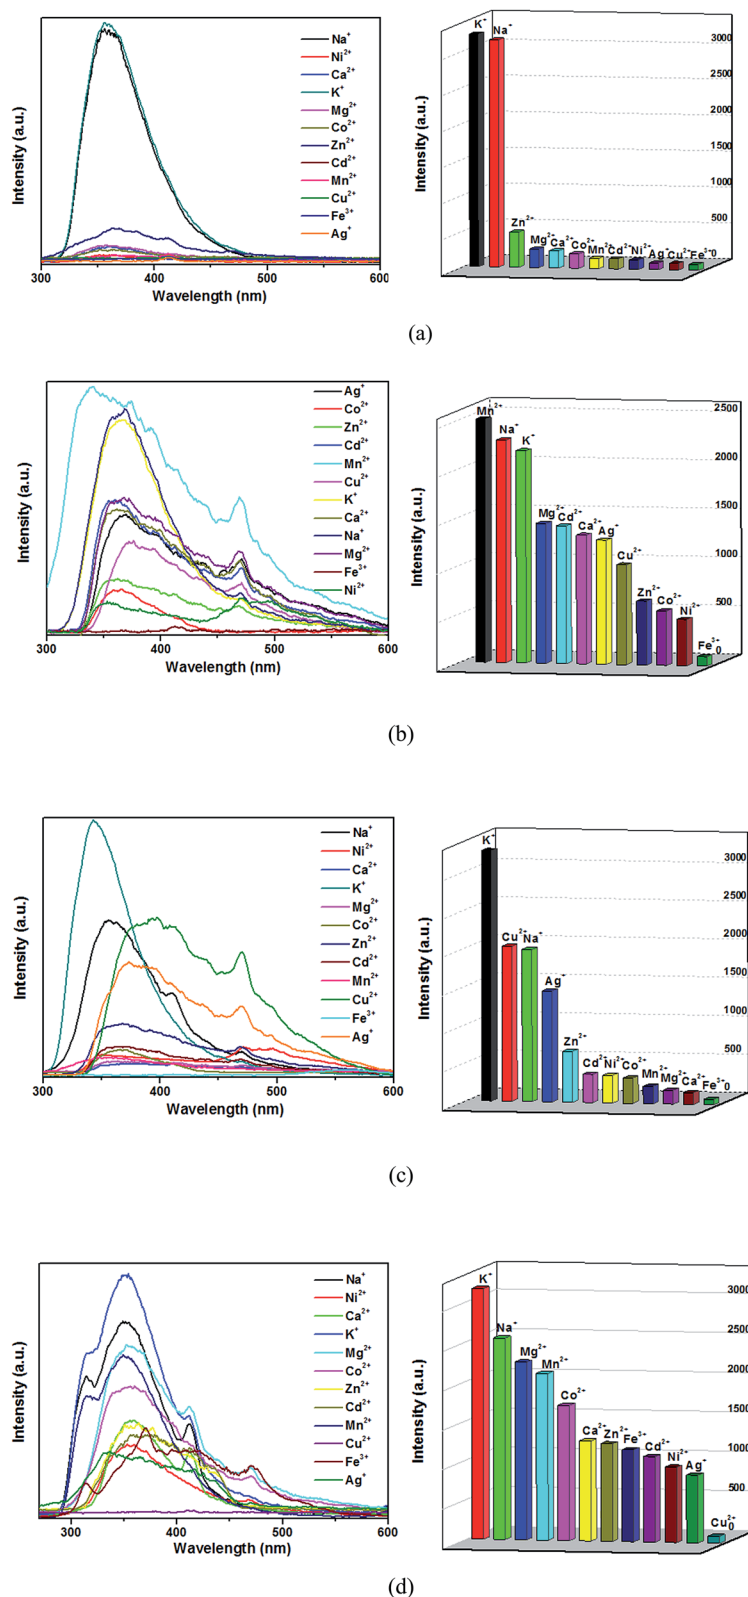 Intensity (a.u.)
Na⁺
Ni²⁺
Ca²⁺
K⁺
Mg²⁺
Co²⁺
Zn²⁺
Cd²⁺
Mn²⁺
Cu²⁺
Fe³⁺
Ag⁺
300 400 500 600
Wavelength (nm)
Intensity (a.u.)
K⁺ Na⁺ Zn²⁺ Mg²⁺ Ca²⁺ Co²⁺ Mn²⁺ Cd²⁺ Ni²⁺ Ag⁺ Cu²⁺ Fe³⁺
3000
2500
2000
1500
1000
500
0
(a)
Intensity (a.u.)
Ag⁺
Co²⁺
Zn²⁺
Cd²⁺
Mn²⁺
Cu²⁺
K⁺
Ca²⁺
Na⁺
Mg²⁺
Fe³⁺
Ni²⁺
300 400 500 600
Wavelength (nm)
Intensity (a.u.)
Mn²⁺ Na⁺ K⁺ Mg²⁺ Cd²⁺ Ca²⁺ Ag⁺ Cu²⁺ Zn²⁺ Co²⁺ Ni²⁺ Fe³⁺
2500
2000
1500
1000
500
0
(b)
Intensity (a.u.)
Na⁺
Ni²⁺
Ca²⁺
K⁺
Mg²⁺
Co²⁺
Zn²⁺
Cd²⁺
Mn²⁺
Cu²⁺
Fe³⁺
Ag⁺
300 400 500 600
Wavelength (nm)
Intensity (a.u.)
K⁺ Cu²⁺ Na⁺ Ag⁺ Zn²⁺ Cd²⁺ Ni²⁺ Co²⁺ Mn²⁺ Mg²⁺ Ca²⁺ Fe³⁺
3000
2500
2000
1500
1000
500
0
(c)
Intensity (a.u.)
Na⁺
Ni²⁺
Ca²⁺
K⁺
Mg²⁺
Co²⁺
Zn²⁺
Cd²⁺
Mn²⁺
Cu²⁺
Fe³⁺
Ag⁺
300 400 500 600
Wavelength (nm)
Intensity (a.u.)
K⁺ Na⁺ Mg²⁺ Mn²⁺ Co²⁺ Ca²⁺ Zn²⁺ Fe³⁺ Cd²⁺ Ni²⁺ Ag⁺ Cu²⁺
3000
2500
2000
1500
1000
500
0
(d)